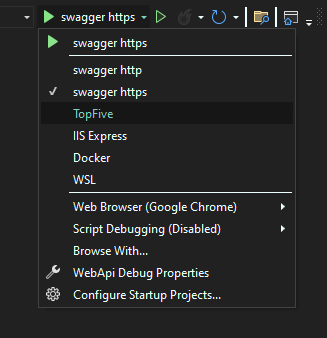 swagger https
swagger https
swagger http
swagger https
TopFive
IIS Express
Docker
WSL
Web Browser (Google Chrome)
Script Debugging (Disabled)
Browse With...
WebApi Debug Properties
Configure Startup Projects...